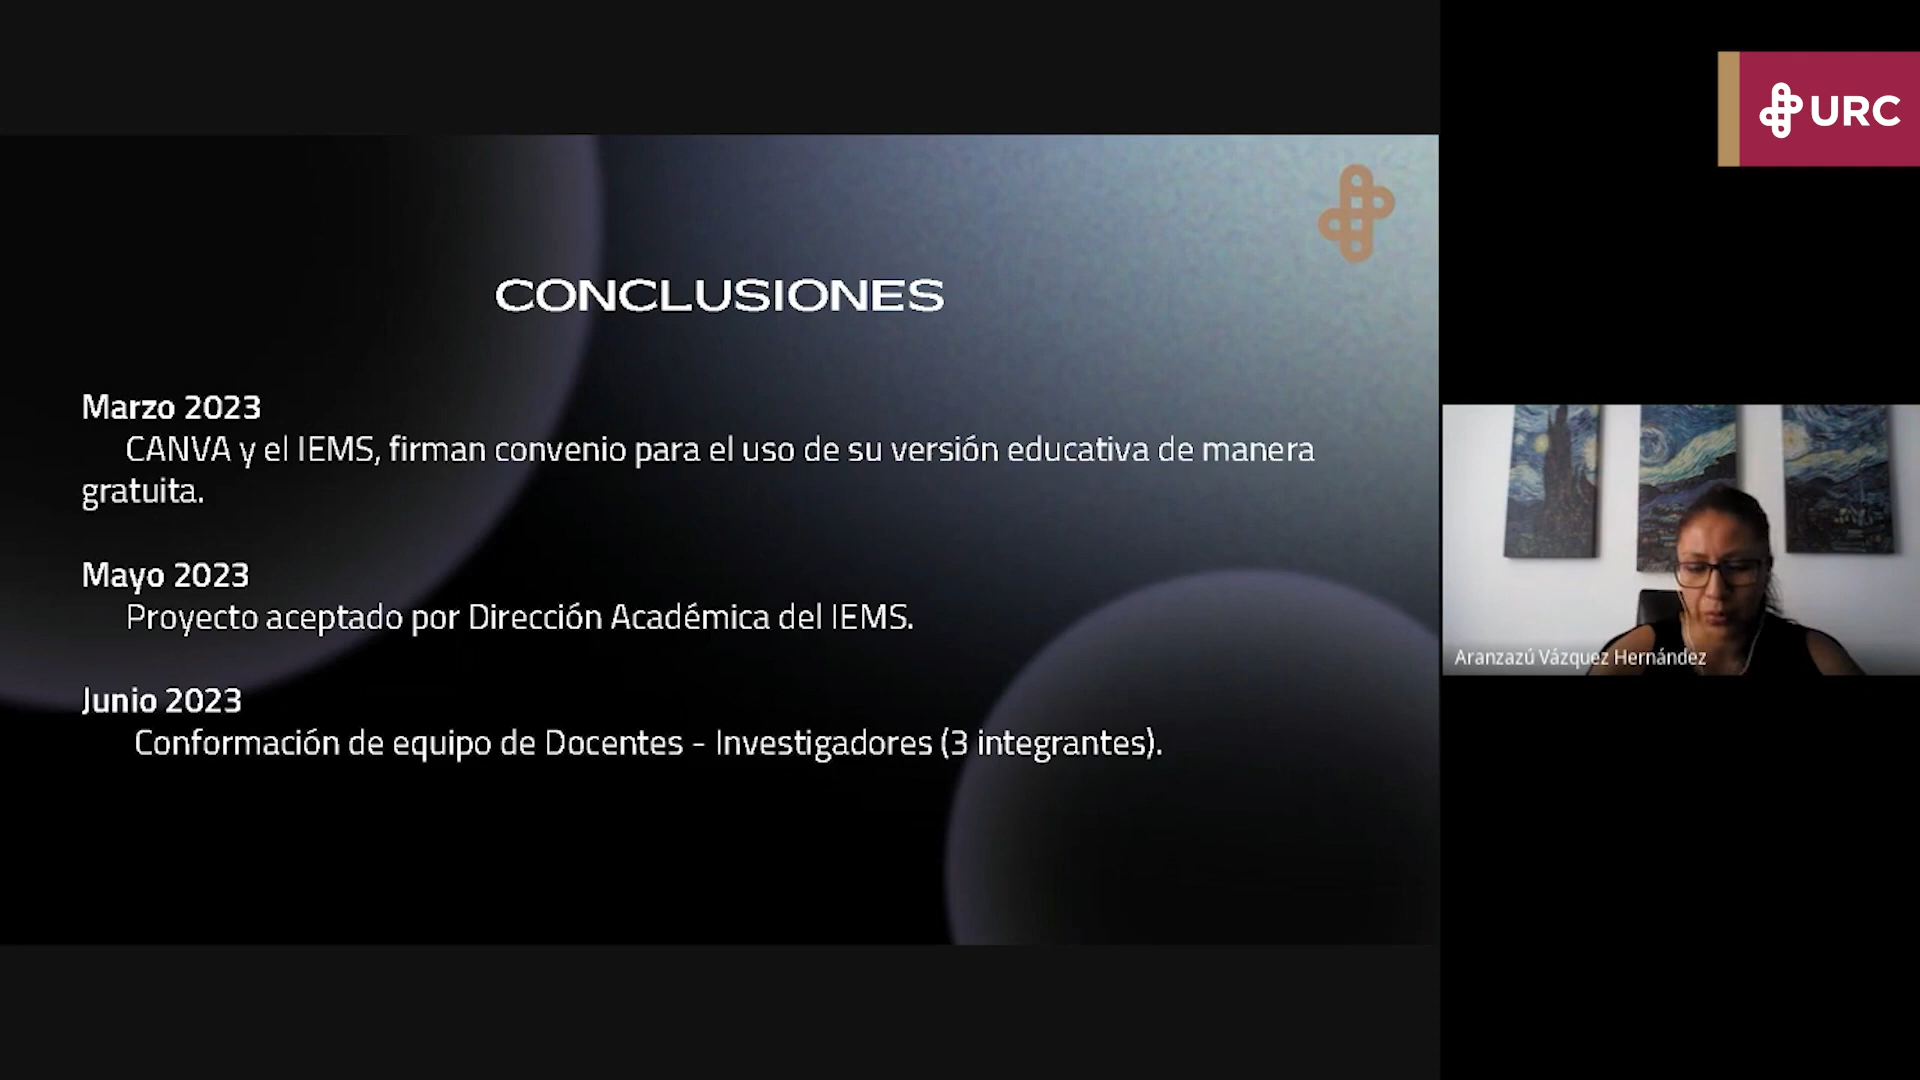 URC
CONCLUSIONES
Marzo 2023
CANVA y el IEMS, firman convenio para el uso de su versión educativa de manera
gratuita.
Mayo 2023
Proyecto aceptado por Dirección Académica del IEMS.
Junio 2023
Conformación de equipo de Docentes - Investigadores (3 integrantes).
Aranzazú Vázquez Hernández